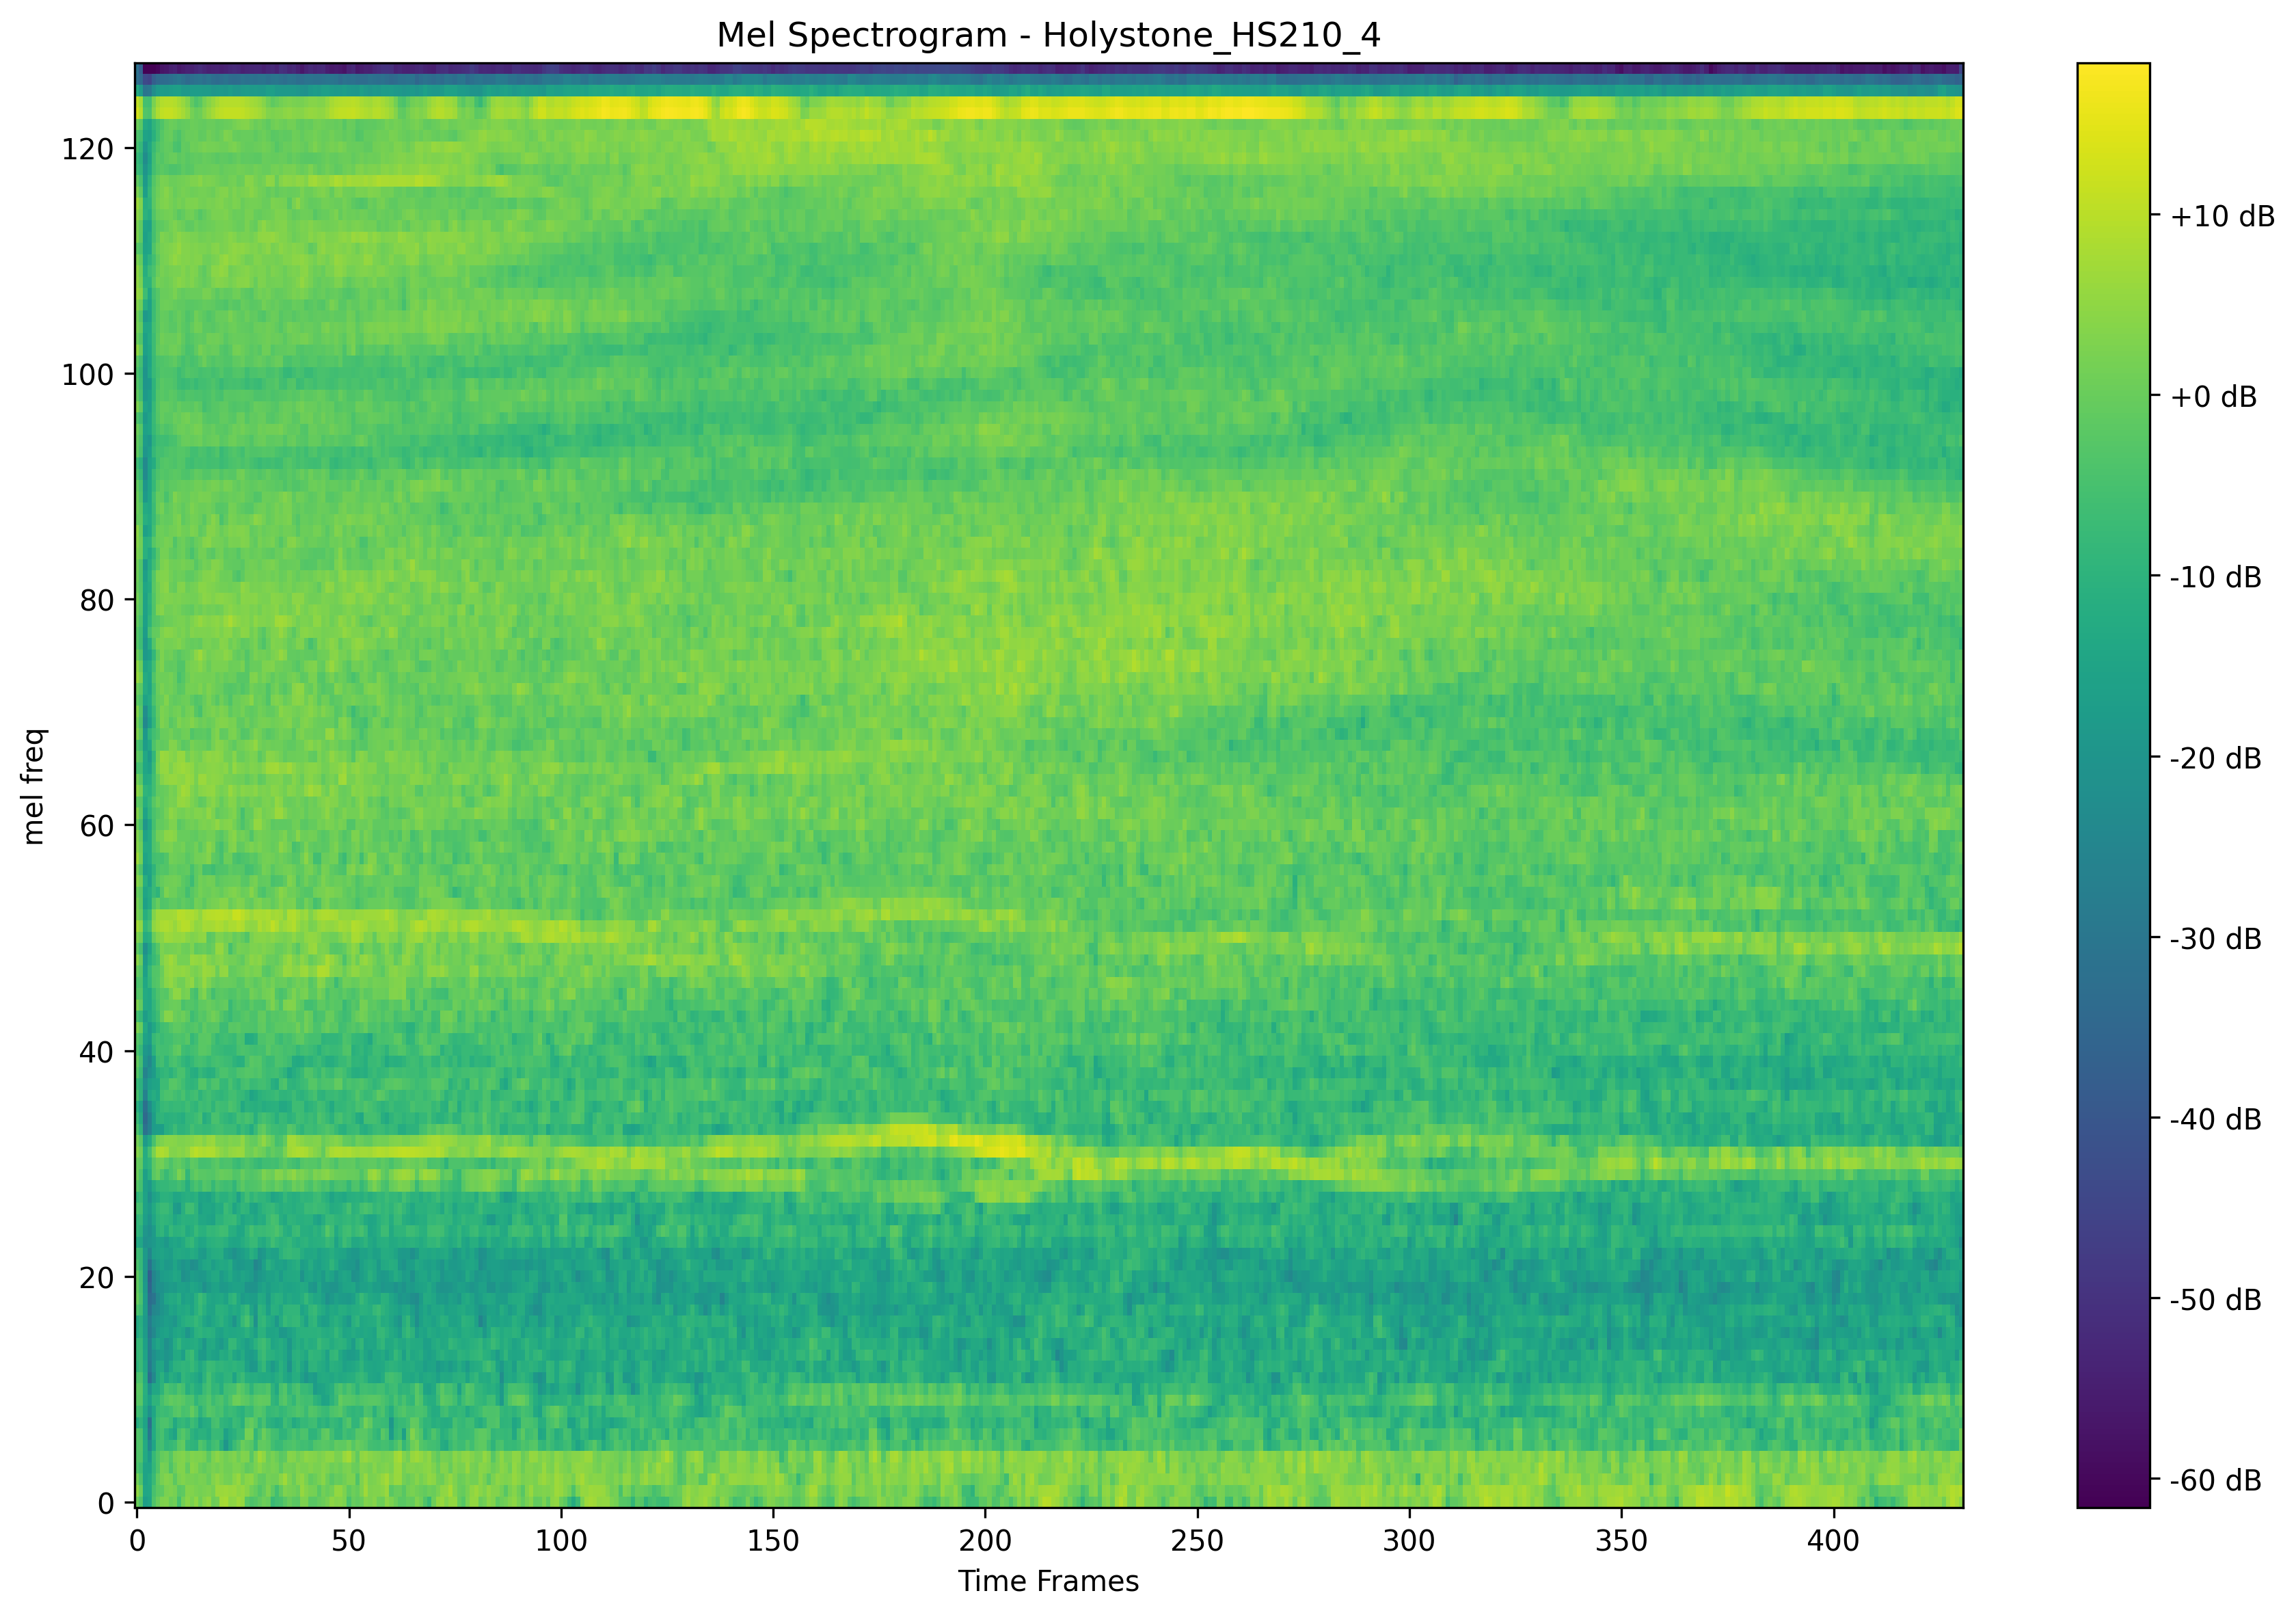 Mel Spectrogram - Holystone_HS210_4
mel freq
120
100
80
60
40
20
0
0 50 100 150 200 250 300 350 400
Time Frames
+10 dB
+0 dB
-10 dB
-20 dB
-30 dB
-40 dB
-50 dB
-60 dB